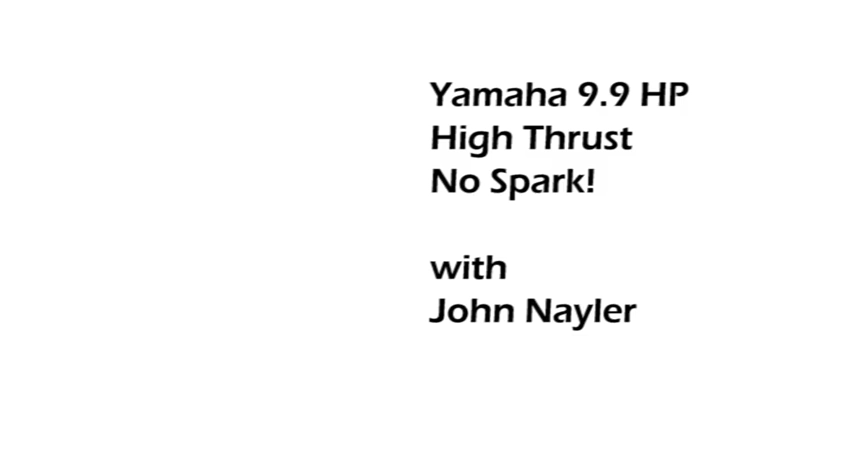 Yamaha 9.9 HP
High Thrust
No Spark!
with
John Nayler